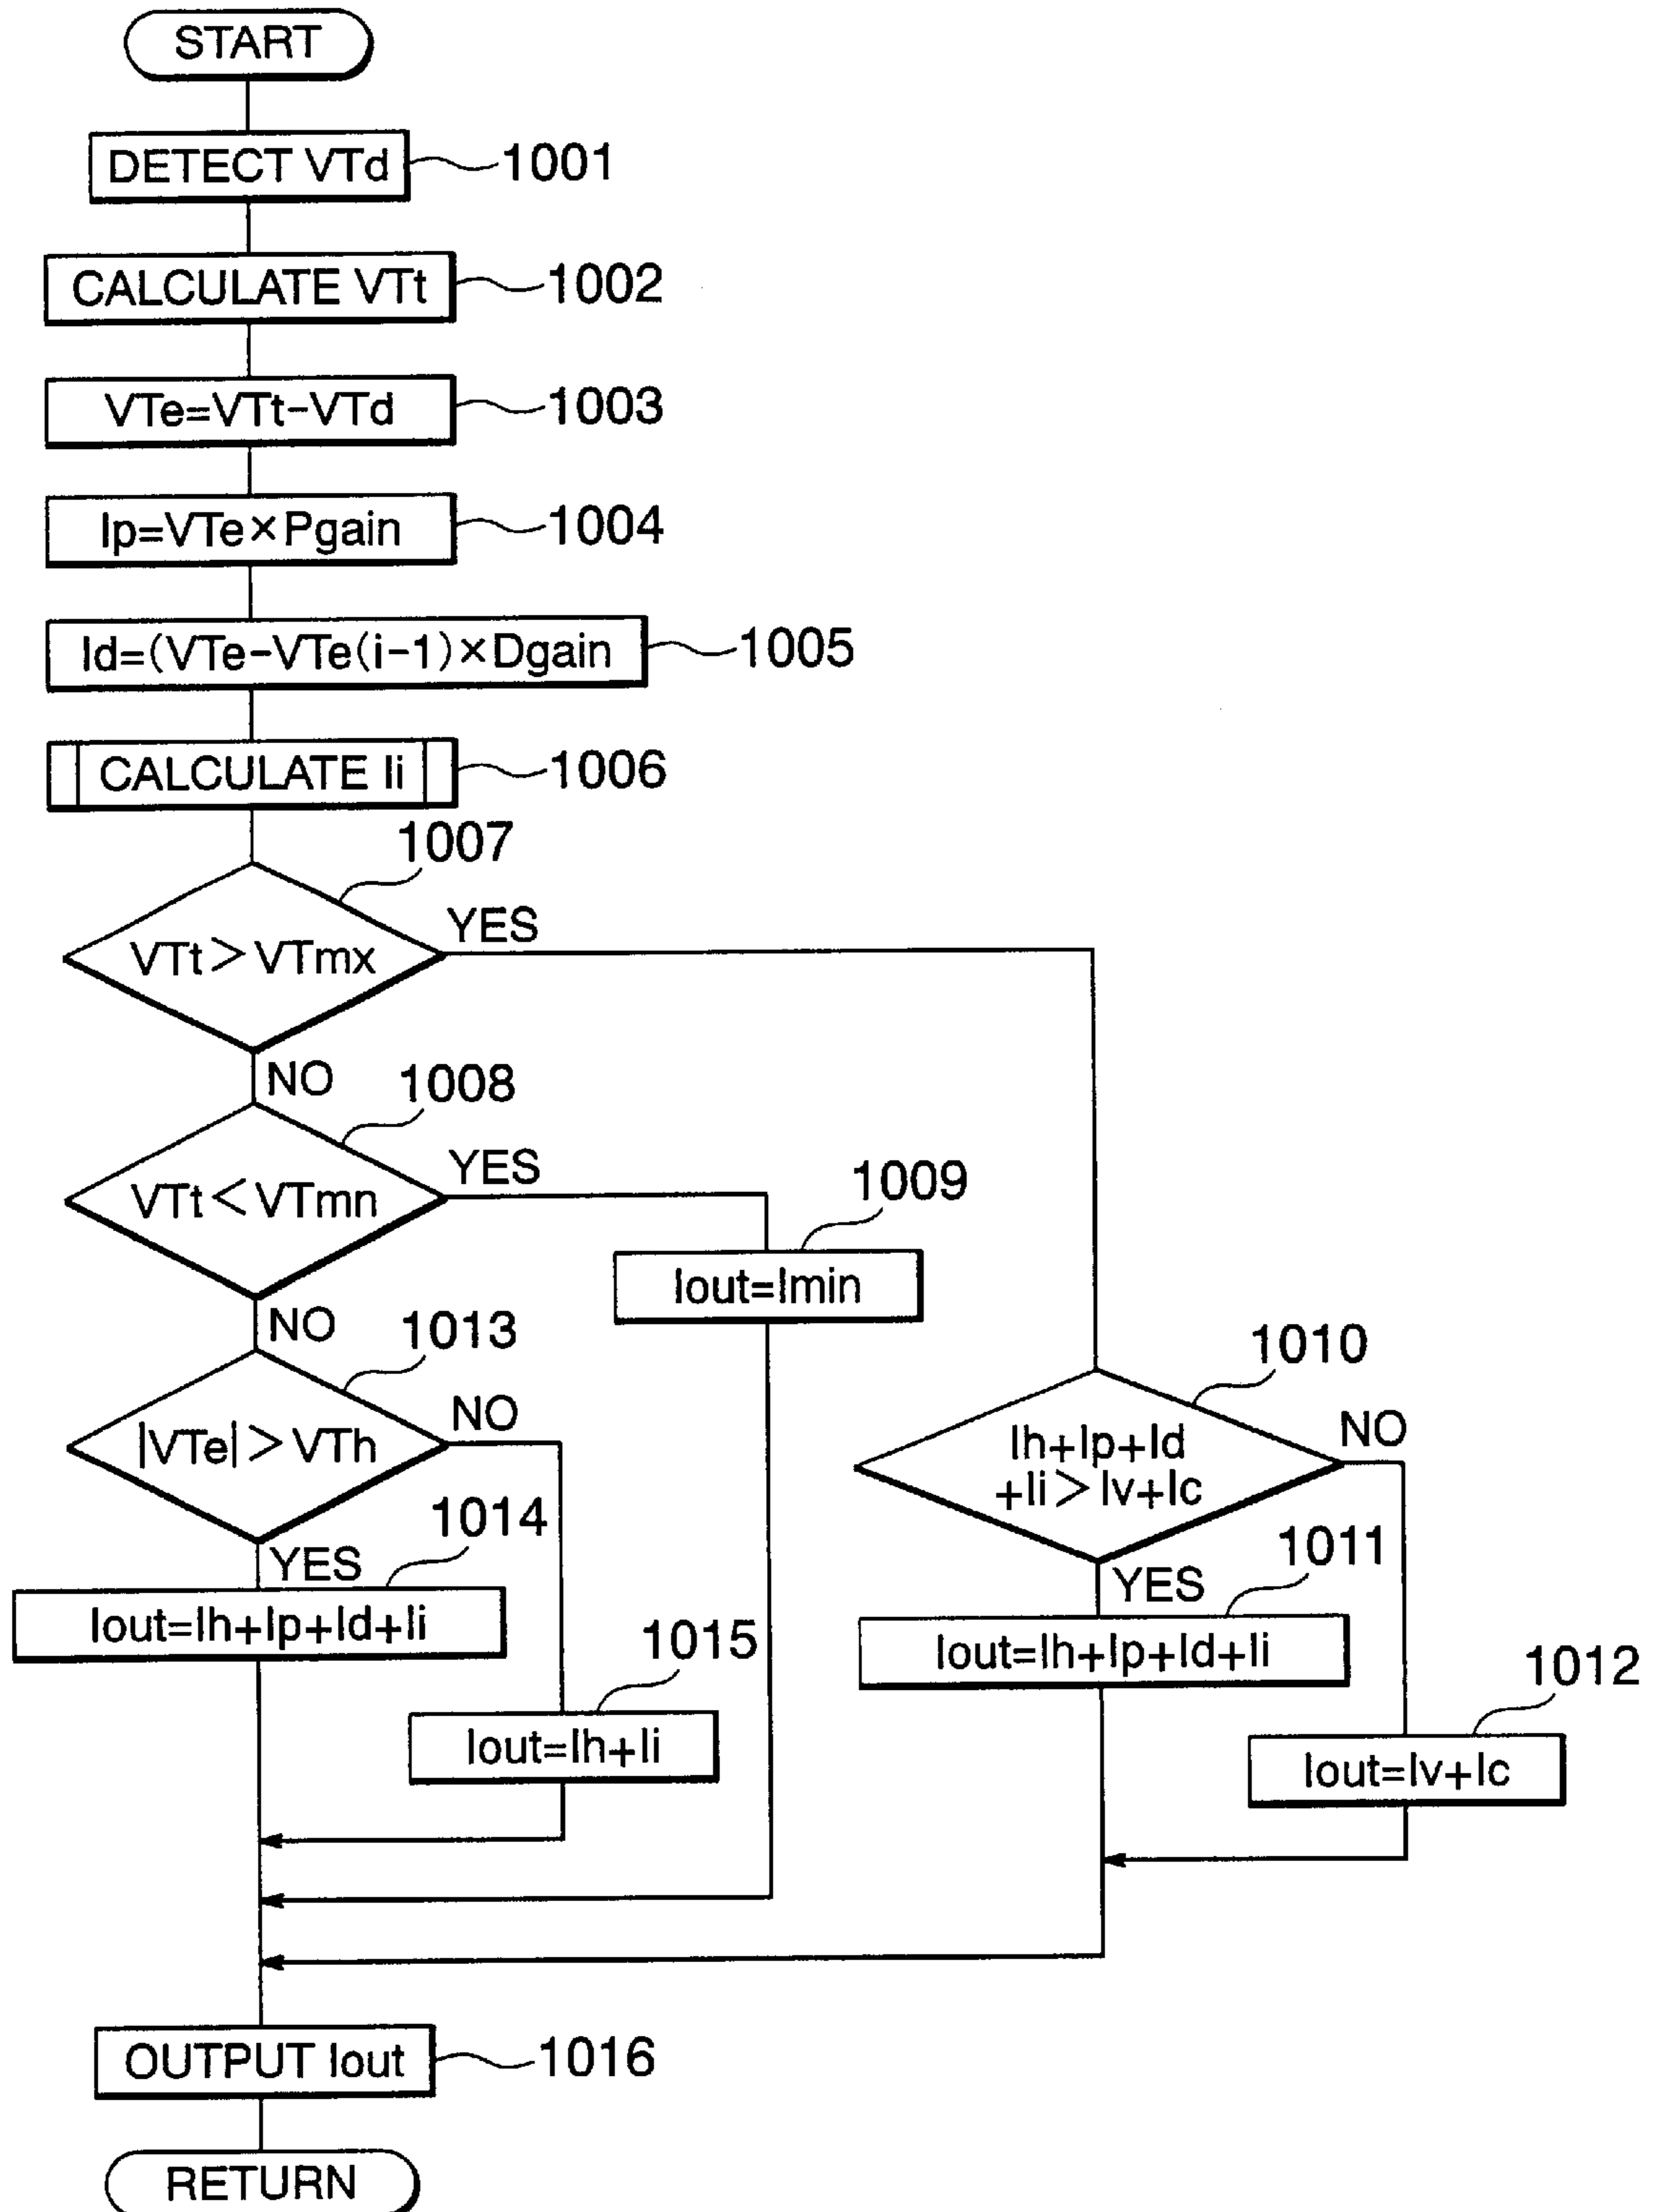 START
DETECT VTd
1001
CALCULATE VTt
1002
VTe=VTt-VTd
1003
Ip=VTe×Pgain
1004
Id=(VTe-VTe(i-1)×Dgain
1005
CALCULATE Ii
1006
1007
VTt>VTmx
YES
NO
1008
VTt<VTmn
YES
1009
Iout=Imin
NO
1013
|VTe|>VTh
NO
1010
Ih+Ip+Id
+Ii>Iv+Ic
NO
YES
1014
Iout=Ih+Ip+Id+Ii
1015
Iout=Ih+Ii
YES
1011
Iout=Ih+Ip+Id+Ii
1012
Iout=Iv+Ic
OUTPUT Iout
1016
RETURN